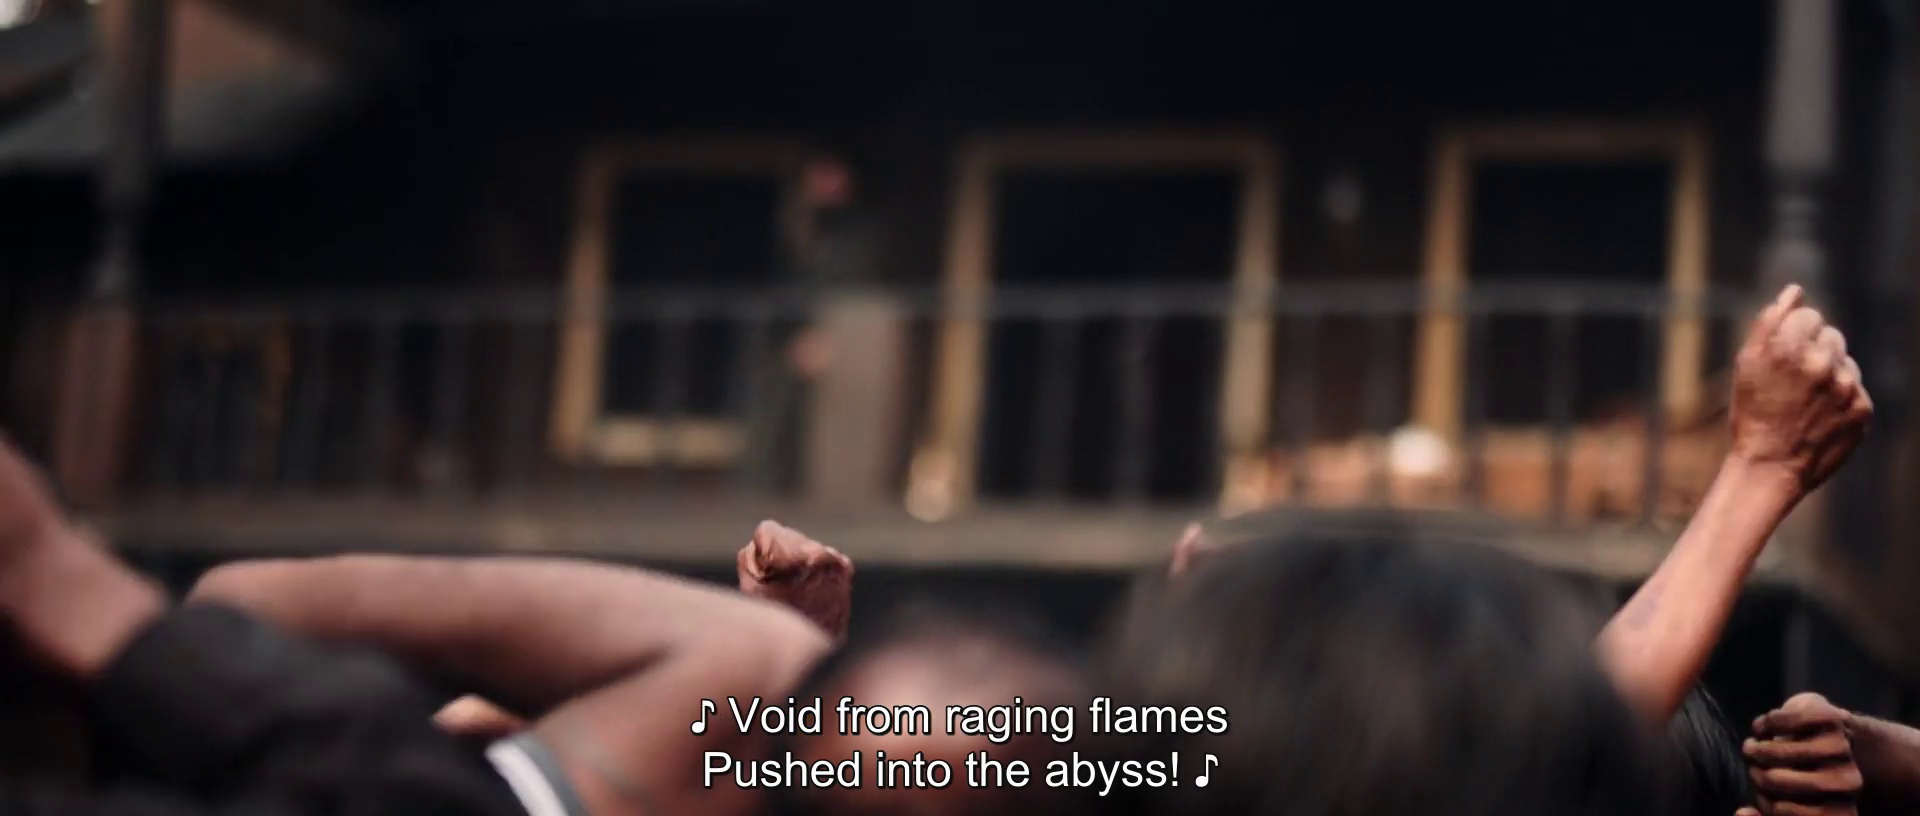 ♪ Void from raging flames
Pushed into the abyss! ♪